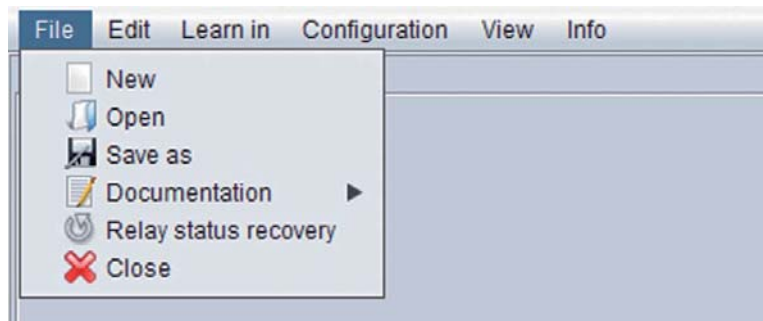 File Edit Learn in Configuration View Info
New
Open
Save as
Documentation
Relay status recovery
Close